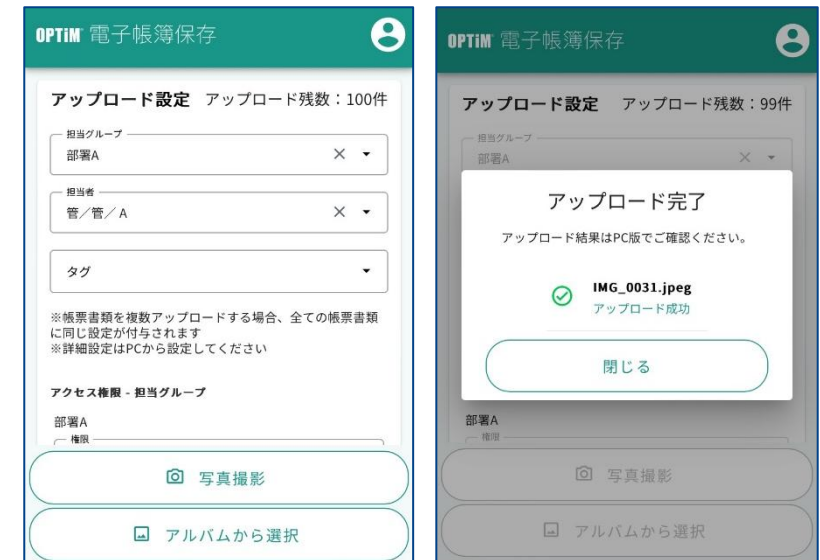 OPTiM 電子帳簿保存
アップロード設定 アップロード残数：100件
担当グループ
部署A
担当者
管／管／A
タグ
※帳票書類を複数アップロードする場合、全ての帳票書類
に同じ設定が付与されます
※詳細設定はPCから設定してください
アクセス権限 - 担当グループ
部署A
権限
写真撮影
アルバムから選択
OPTiM 電子帳簿保存
アップロード設定 アップロード残数：99件
担当グループ
部署A
アップロード完了
アップロード結果はPC版でご確認ください。
IMG_0031.jpeg
アップロード成功
閉じる
部署A
権限
写真撮影
アルバムから選択